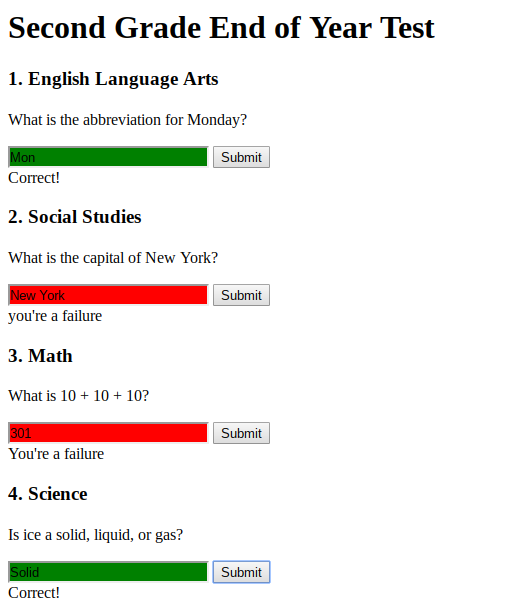 Second Grade End of Year Test
1. English Language Arts
What is the abbreviation for Monday?
Mon Submit
Correct!
2. Social Studies
What is the capital of New York?
New York Submit
you're a failure
3. Math
What is 10 + 10 + 10?
301 Submit
You're a failure
4. Science
Is ice a solid, liquid, or gas?
Solid Submit
Correct!